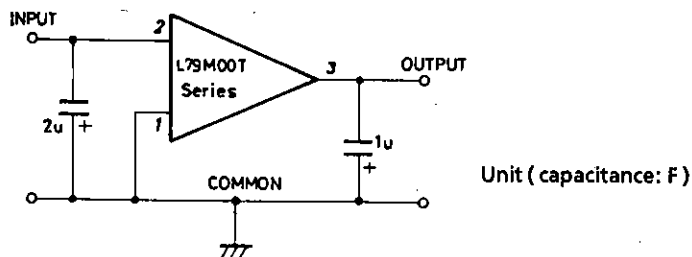 INPUT
2
L79M00T
Series
3
OUTPUT
2u
+
1
1u
+
COMMON
Unit ( capacitance: F )